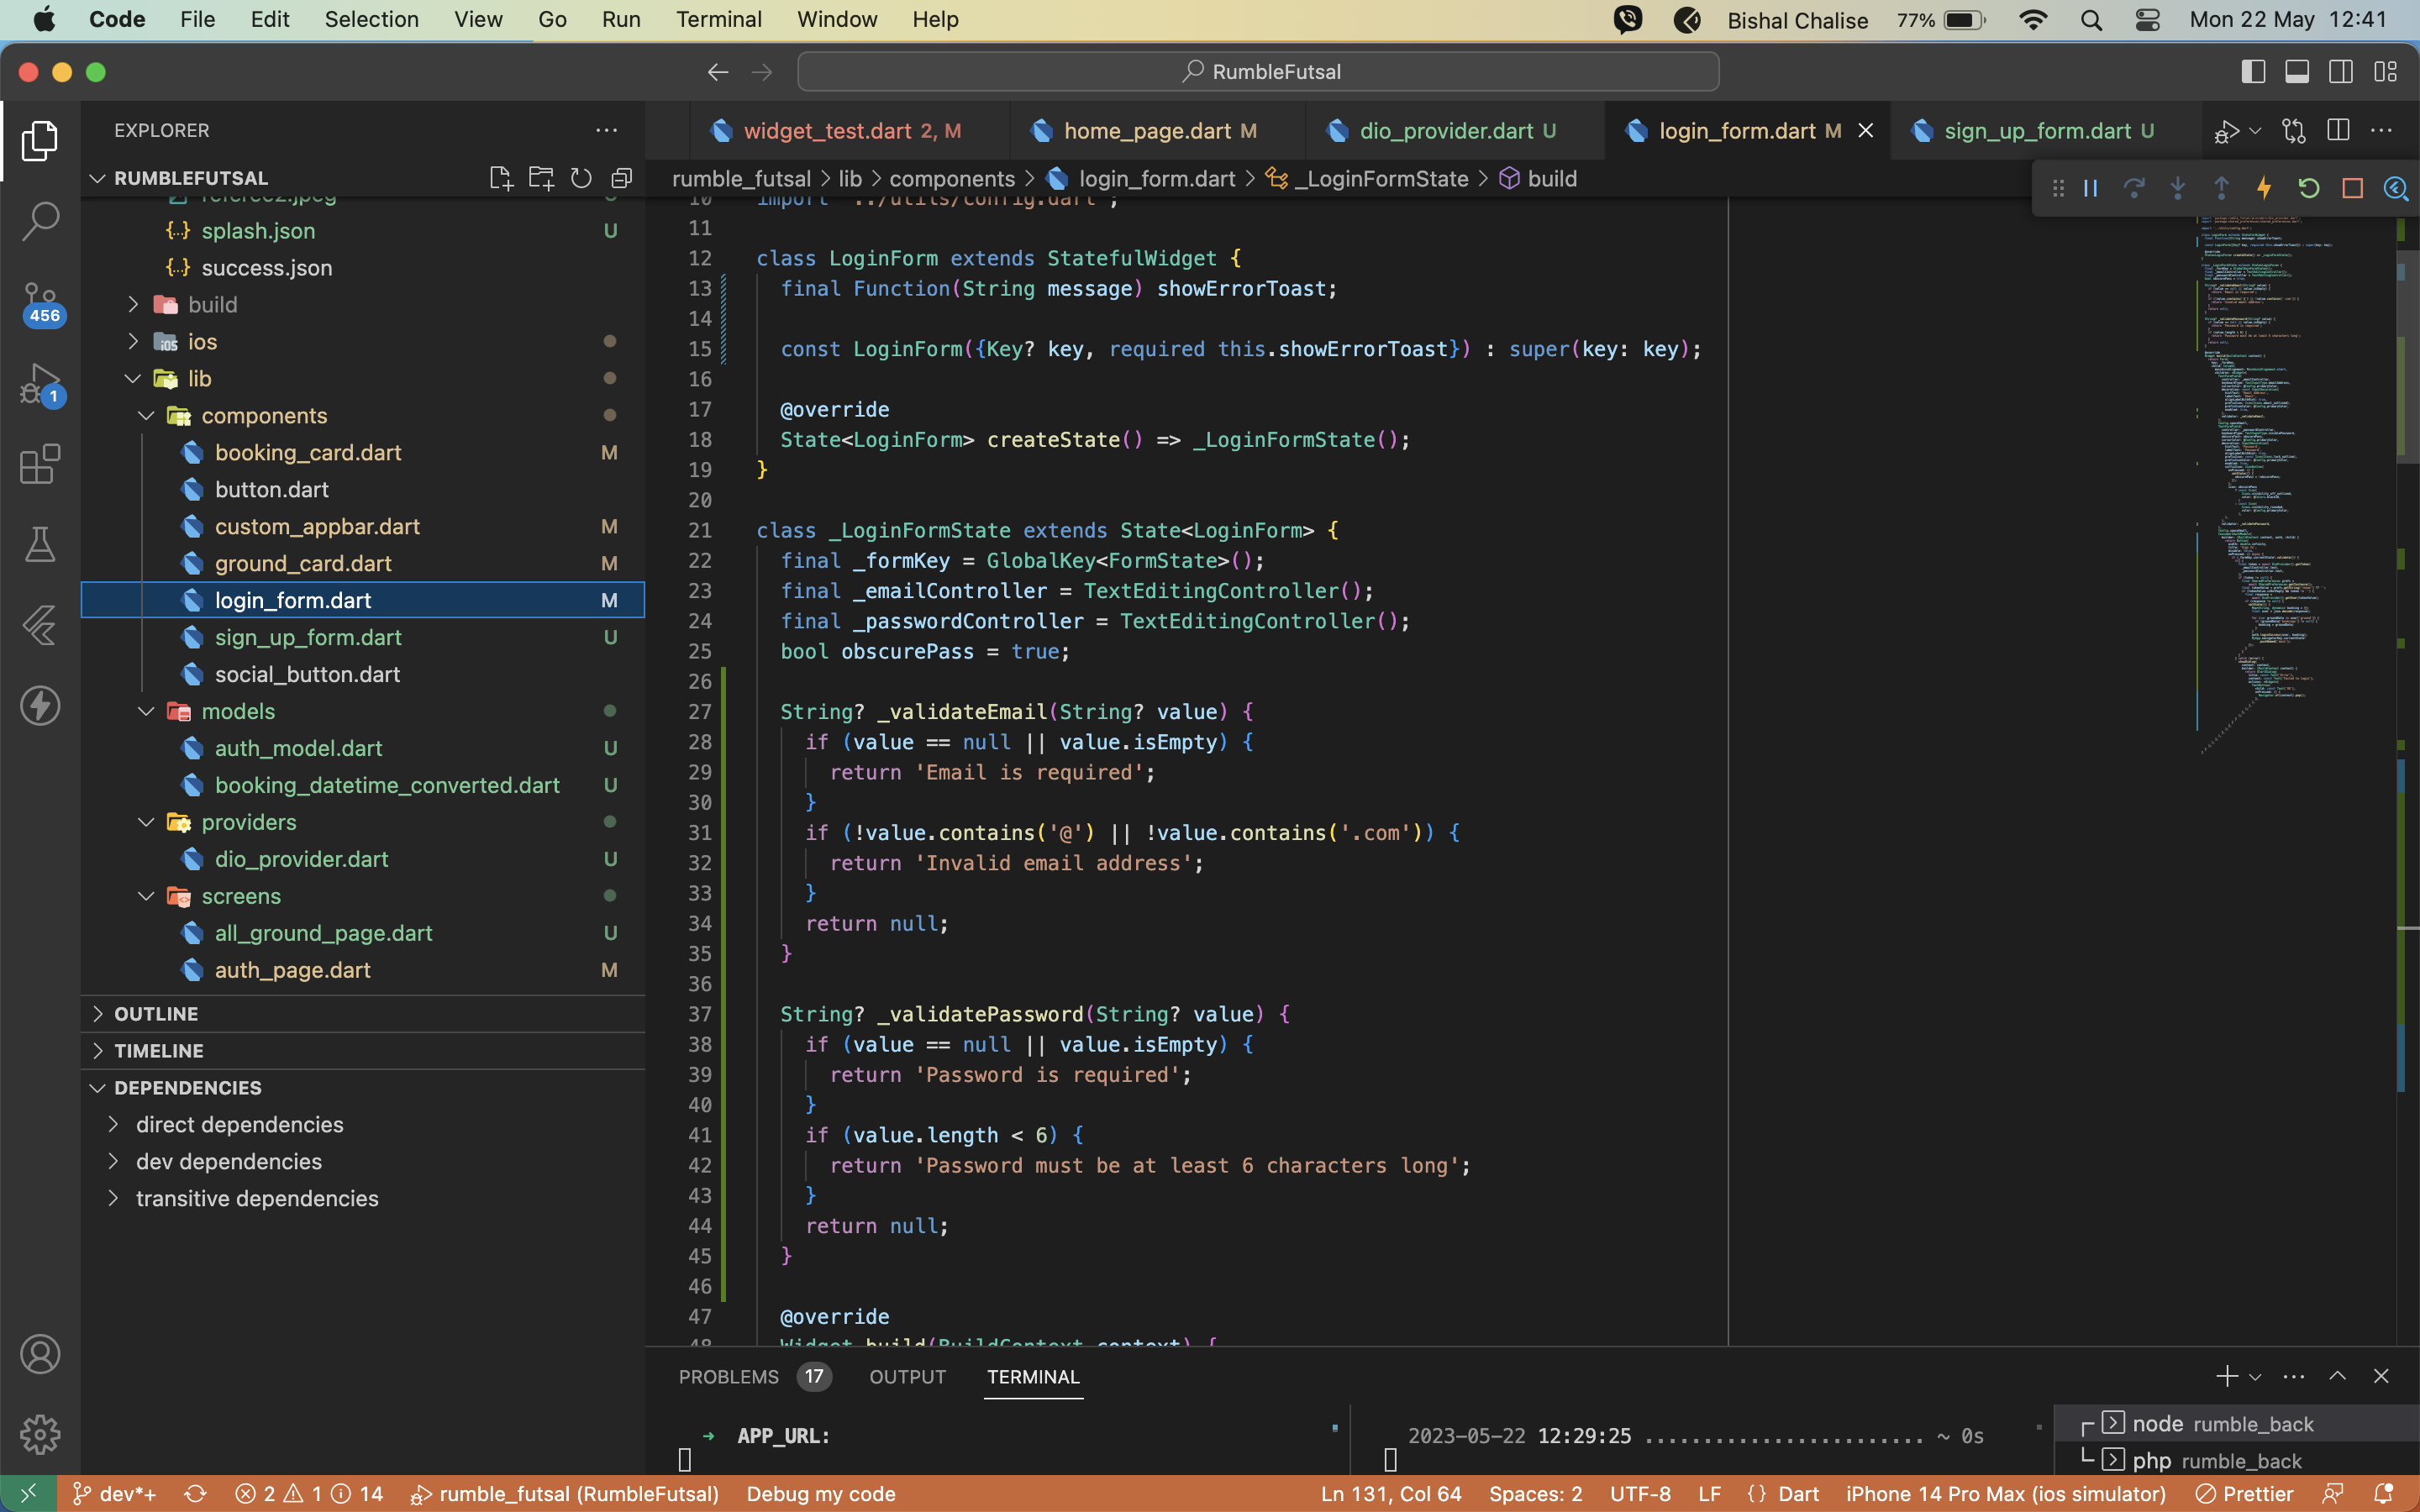 Code File Edit Selection View Go Run Terminal Window Help Bishal Chalise 77% Mon 22 May 12:41
RumbleFutsal
EXPLORER
RUMBLEFUTSAL
splash.json U
success.json
build
ios
lib
components
booking_card.dart M
button.dart
custom_appbar.dart M
ground_card.dart M
login_form.dart M
sign_up_form.dart U
social_button.dart
models
auth_model.dart U
booking_datetime_converted.dart U
providers
dio_provider.dart U
screens
all_ground_page.dart U
auth_page.dart M
OUTLINE
TIMELINE
DEPENDENCIES
direct dependencies
dev dependencies
transitive dependencies
456
1
widget_test.dart 2, M home_page.dart M dio_provider.dart U login_form.dart M sign_up_form.dart U
rumble_futsal > lib > components > login_form.dart > _LoginFormState > build
10 import '../utils/config.dart';
11
12 class LoginForm extends StatefulWidget {
13 final Function(String message) showErrorToast;
14
15 const LoginForm({Key? key, required this.showErrorToast}) : super(key: key);
16
17 @override
18 State<LoginForm> createState() => _LoginFormState();
19 }
20
21 class _LoginFormState extends State<LoginForm> {
22 final _formKey = GlobalKey<FormState>();
23 final _emailController = TextEditingController();
24 final _passwordController = TextEditingController();
25 bool obscurePass = true;
26
27 String? _validateEmail(String? value) {
28 if (value == null || value.isEmpty) {
29 return 'Email is required';
30 }
31 if (!value.contains('@') || !value.contains('.com')) {
32 return 'Invalid email address';
33 }
34 return null;
35 }
36
37 String? _validatePassword(String? value) {
38 if (value == null || value.isEmpty) {
39 return 'Password is required';
40 }
41 if (value.length < 6) {
42 return 'Password must be at least 6 characters long';
43 }
44 return null;
45 }
46
47 @override
48 Widget build(BuildContext context) {
PROBLEMS 17 OUTPUT TERMINAL
➜ APP_URL:
2023-05-22 12:29:25 ....................... ~ 0s
node rumble_back
php rumble_back
dev*+ 2 1 14 rumble_futsal (RumbleFutsal) Debug my code Ln 131, Col 64 Spaces: 2 UTF-8 LF {} Dart iPhone 14 Pro Max (ios simulator) Prettier